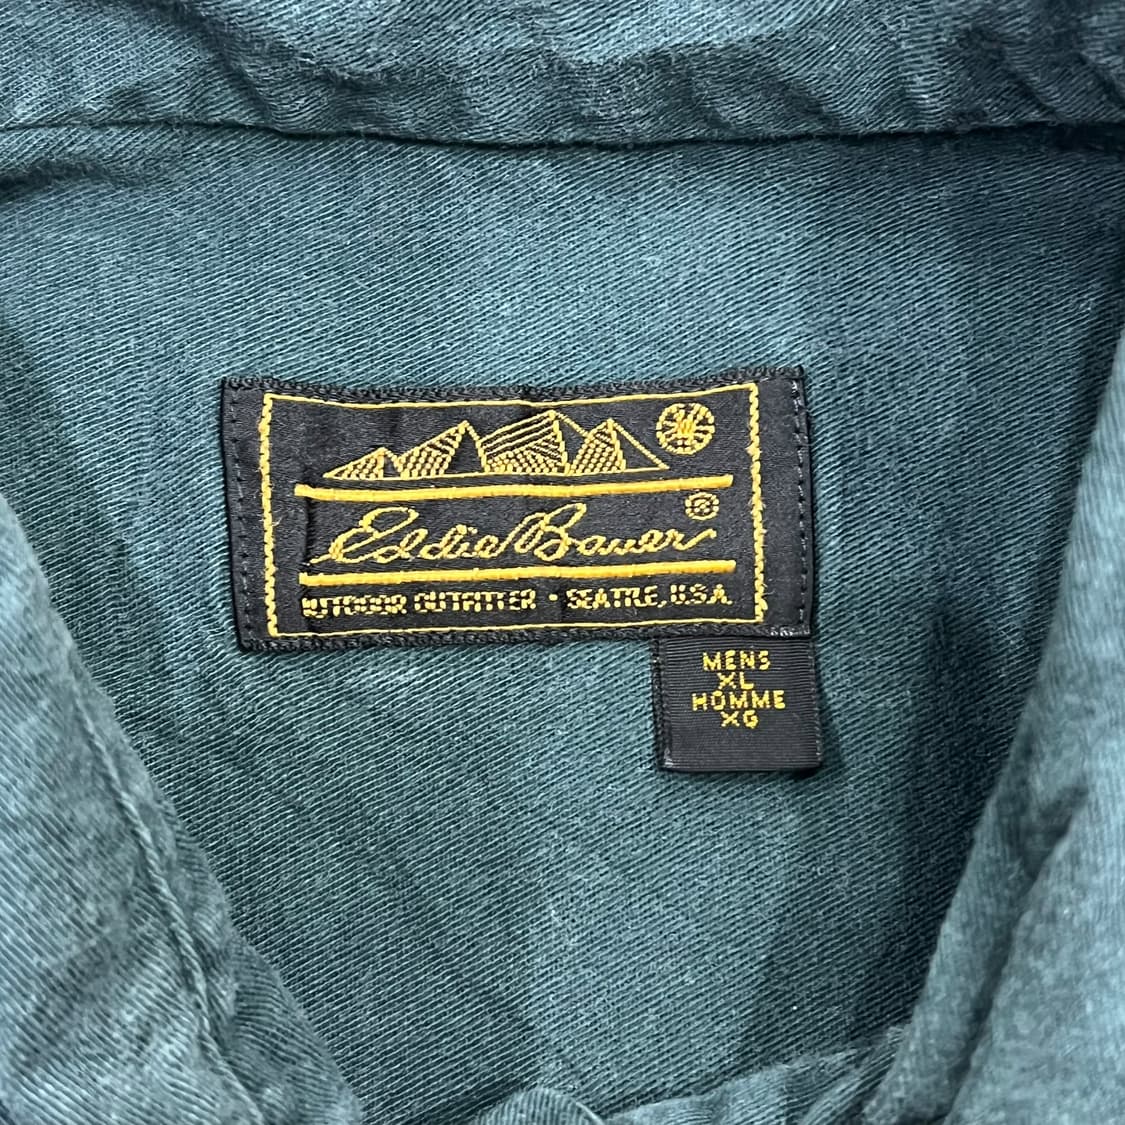 Eddie Bauer®
OUTDOOR OUTFITTER • SEATTLE, U.S.A.
MENS
XL
HOMME
XG